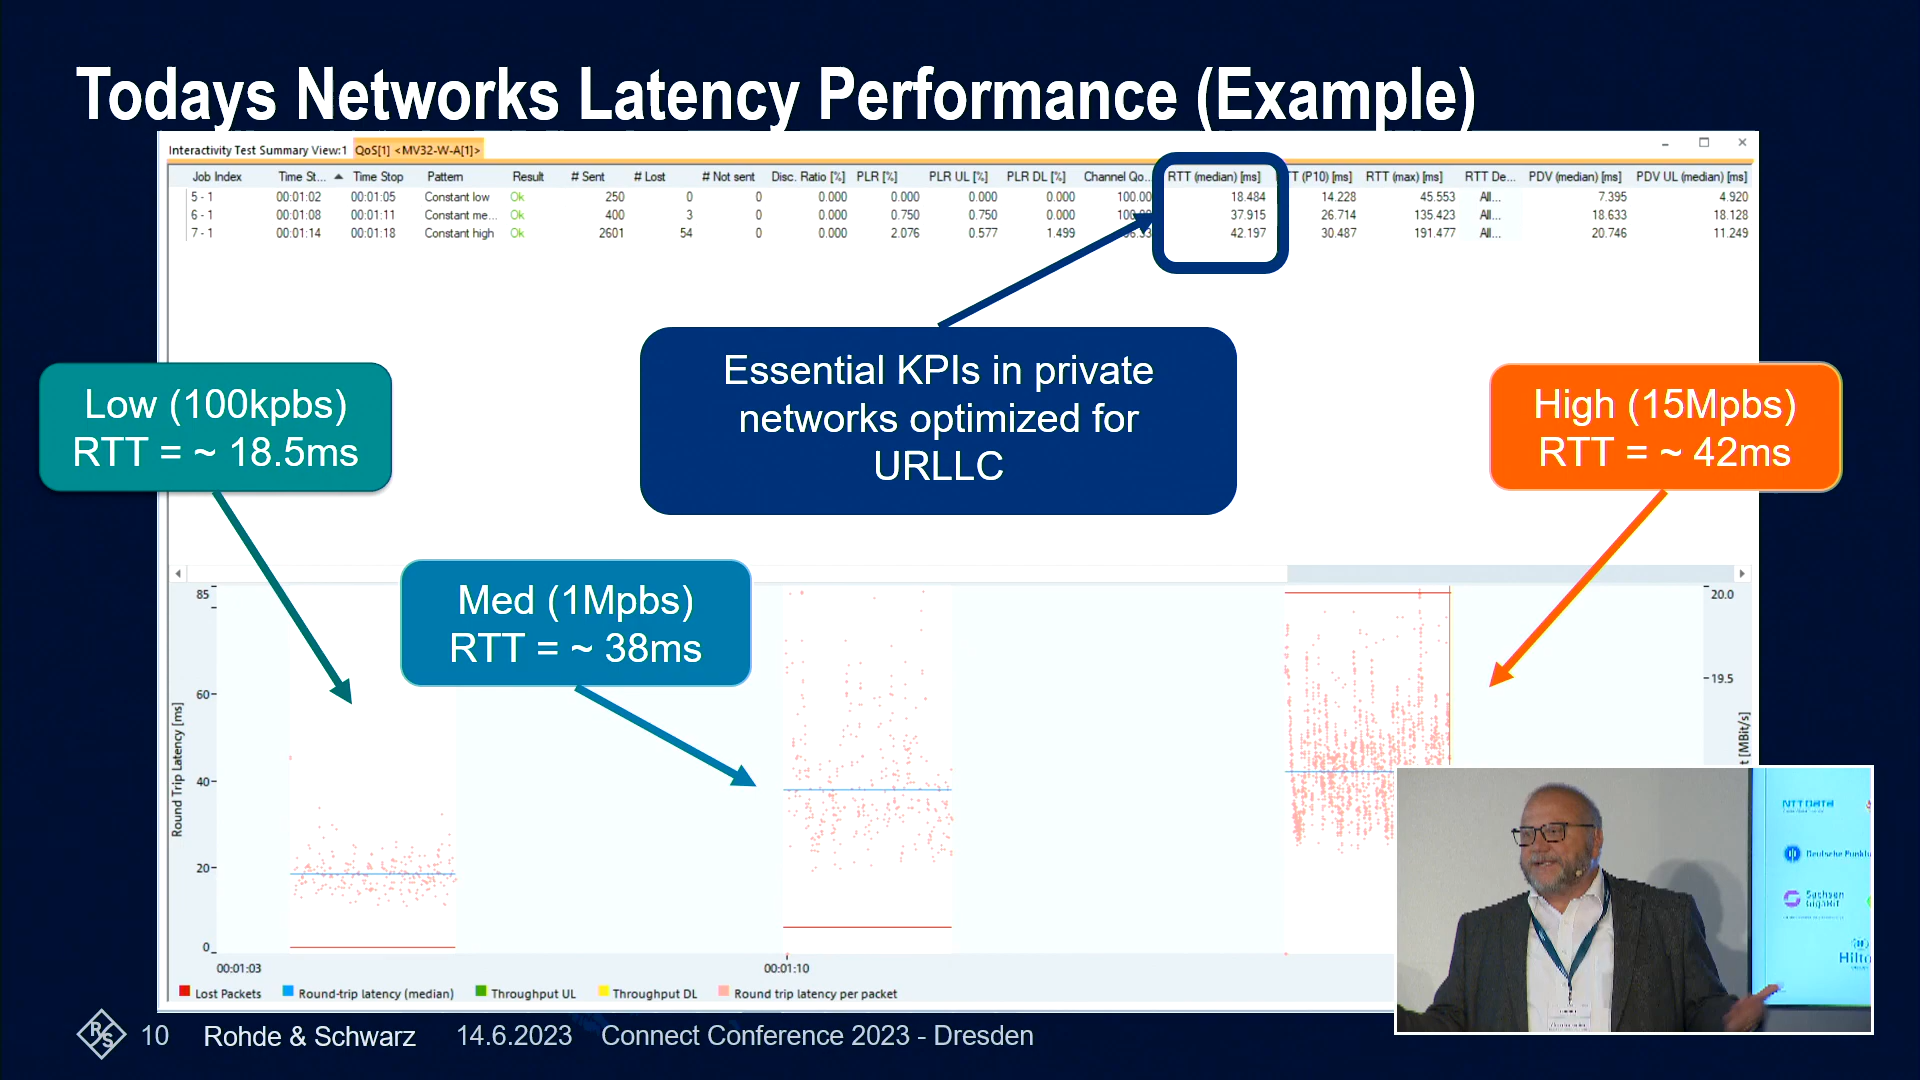 Todays Networks Latency Performance (Example)
Interactivity Test Summary View:1 QoS[1] <MV32-W-A[1]>
Job Index Time St... Time Stop Pattern Result # Sent # Lost # Not sent Disc. Ratio [%] PLR [%] PLR UL [%] PLR DL [%] Channel Qo... RTT (median) [ms] (P10) [ms] RTT (max) [ms] RTT De... PDV (median) [ms] PDV UL (median) [ms]
5 - 1 00:01:02 00:01:05 Constant low Ok 250 0 0 0.000 0.000 0.000 0.000 100.00 18.484 14.228 45.553 All... 7.395 4.920
6 - 1 00:01:08 00:01:11 Constant me... Ok 400 3 0 0.000 0.750 0.750 0.000 37.915 26.714 135.423 All... 18.633 18.128
7 - 1 00:01:14 00:01:18 Constant high Ok 2601 54 0 0.000 2.076 0.577 1.499 42.197 30.487 191.477 All... 20.746 11.249
Essential KPIs in private
networks optimized for
URLLC
Low (100kpbs)
RTT = ~ 18.5ms
High (15Mpbs)
RTT = ~ 42ms
Med (1Mpbs)
RTT = ~ 38ms
85
60
40
20
0
Round Trip Latency [ms]
20.0
19.5
t [MBit/s]
00:01:03 00:01:10
Lost Packets Round-trip latency (median) Throughput UL Throughput DL Round trip latency per packet
NTT DATA
Deutsche Funkt
Sachsen
GigaBit
Hilto
R S 10 Rohde & Schwarz 14.6.2023 Connect Conference 2023 - Dresden